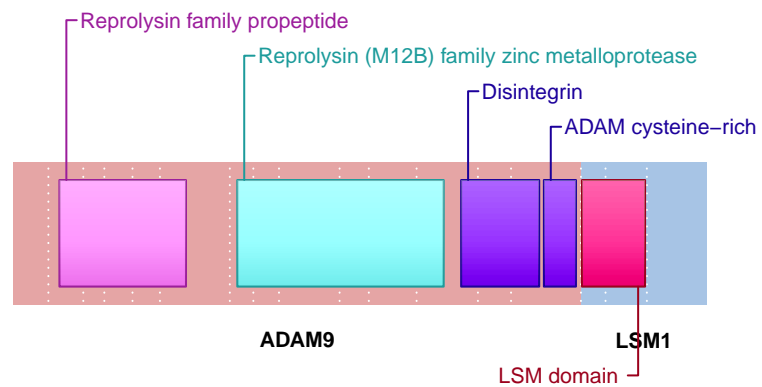 Reprolysin family propeptide
Reprolysin (M12B) family zinc metalloprotease
Disintegrin
ADAM cysteine−rich
ADAM9
LSM1
LSM domain